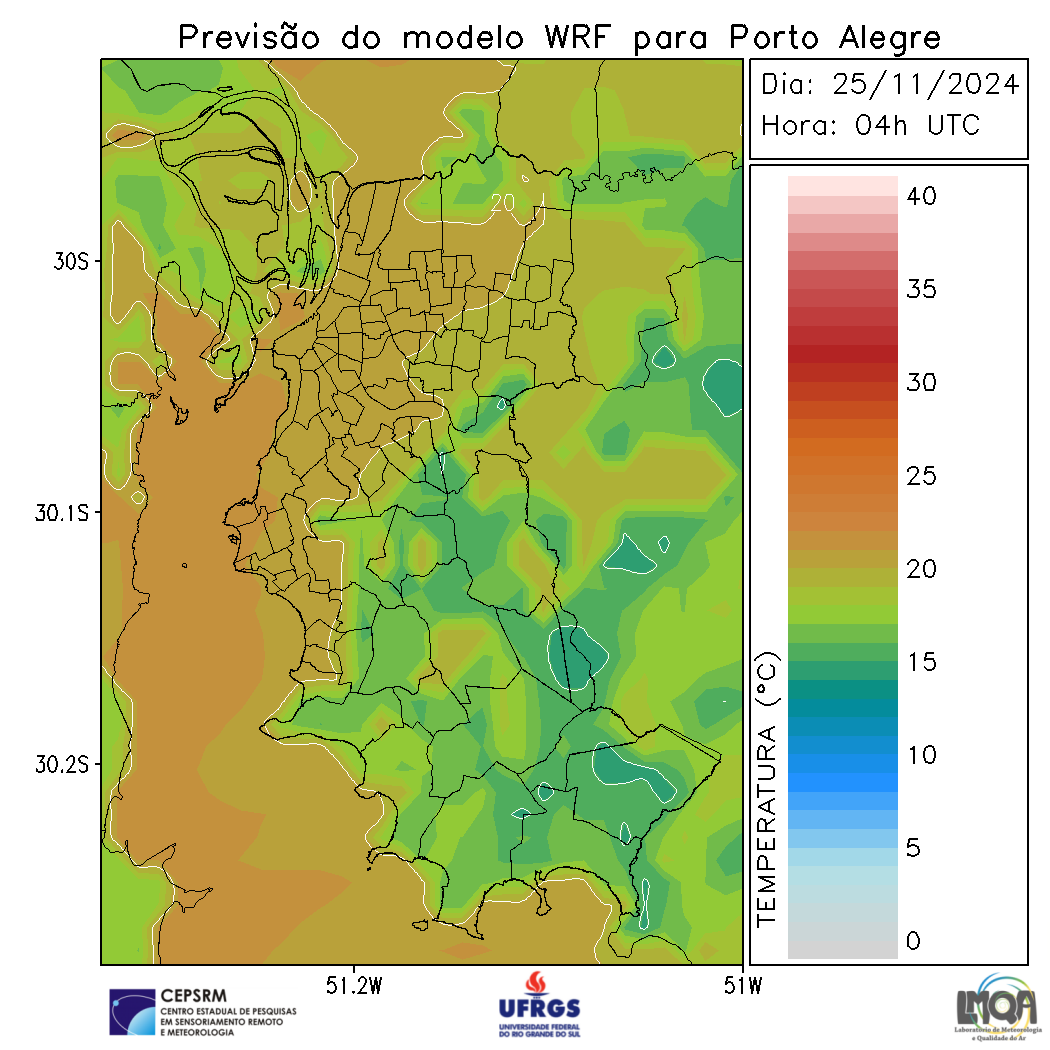 Previsão do modelo WRF para Porto Alegre
Dia: 25/11/2024
Hora: 04h UTC
20
30S
30.1S
30.2S
51.2W
51W
TEMPERATURA (°C)
40
35
30
25
20
15
10
5
0
CEPSRM
CENTRO ESTADUAL DE PESQUISAS
EM SENSORIAMENTO REMOTO
E METEOROLOGIA
UFRGS
UNIVERSIDADE FEDERAL
DO RIO GRANDE DO SUL
LMQA
Laboratório de Meteorologia
e Qualidade do Ar